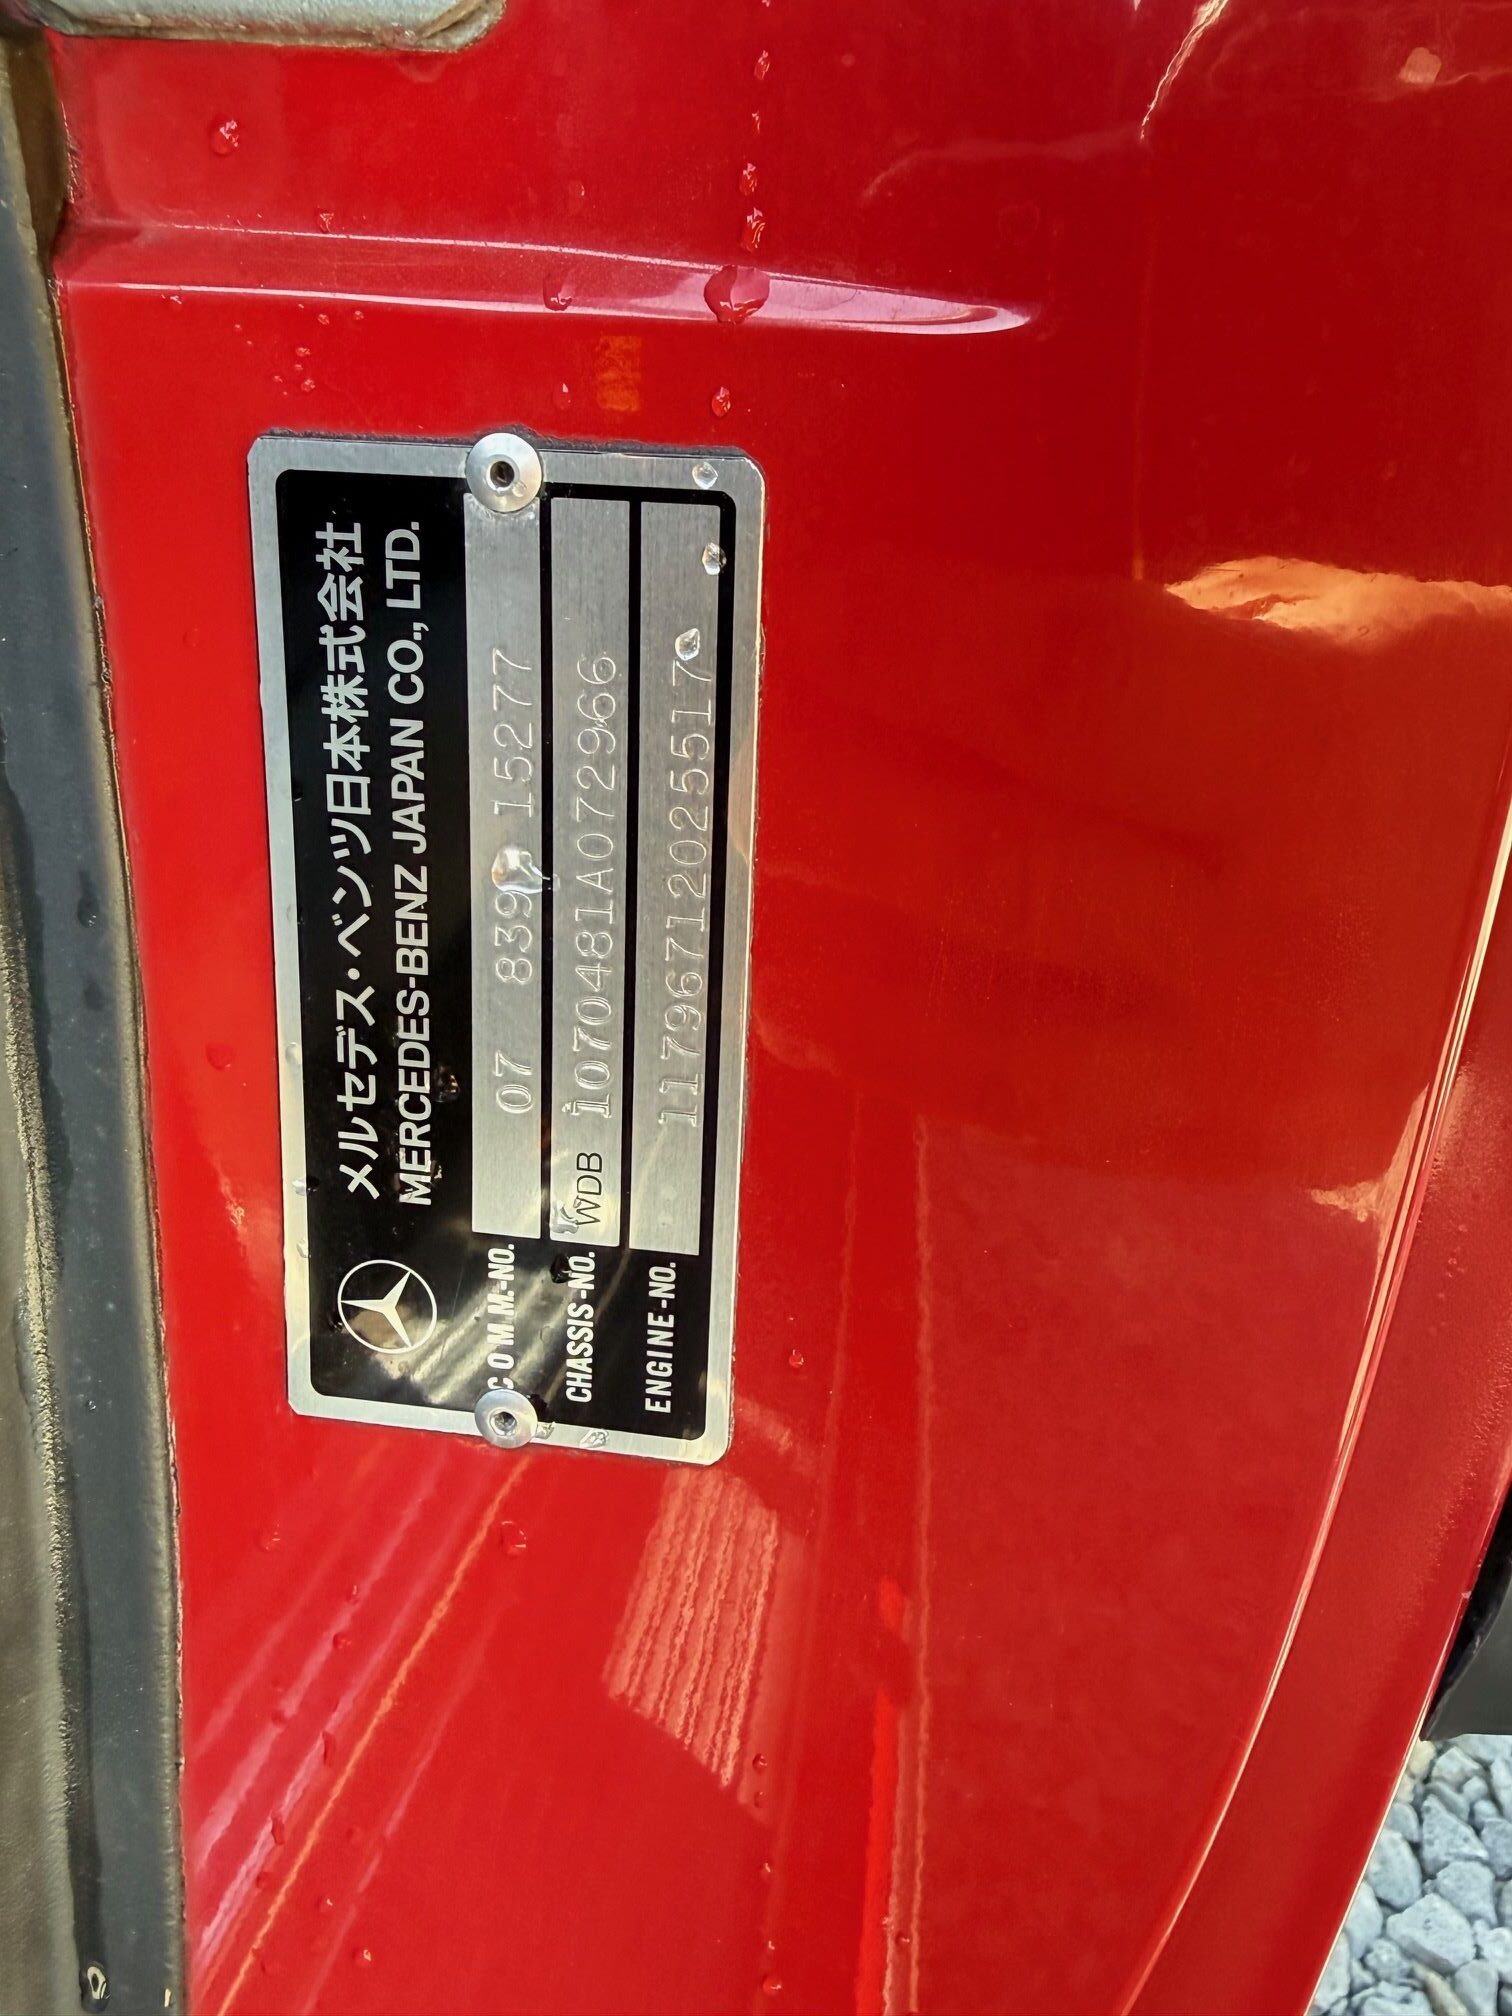 メルセデス・ベンツ日本株式会社
MERCEDES-BENZ JAPAN CO., LTD.
COMM.-NO. 07 839 15277
CHASSIS-NO. WDB 1070481A072966
ENGINE-NO. 11796712025517